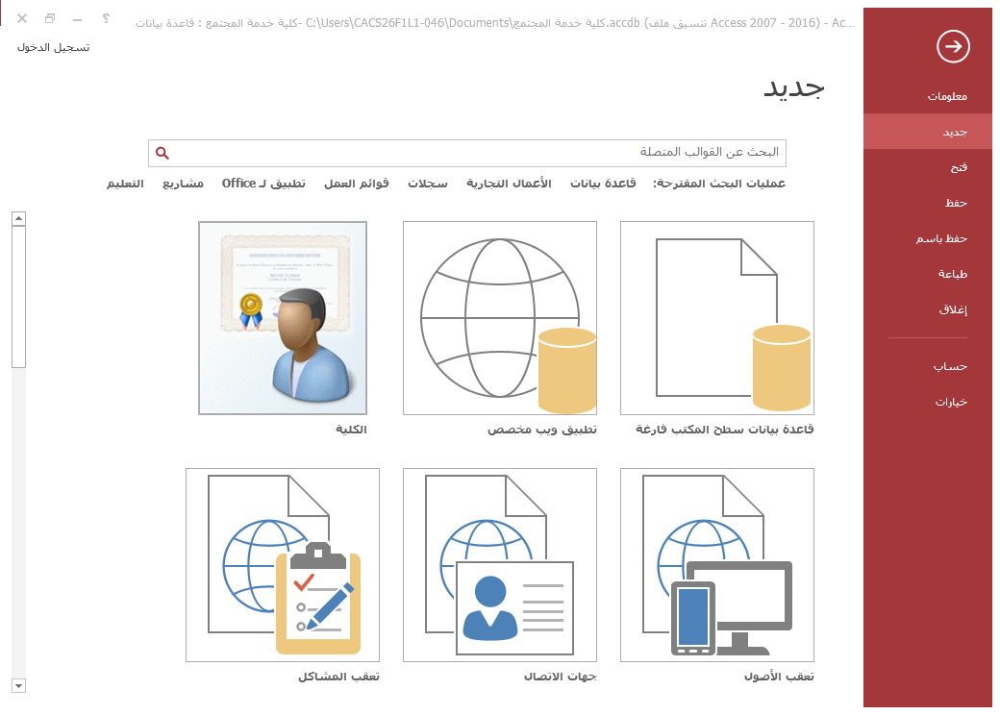 كلية خدمة المجتمع : قاعدة بيانات- C:\Users\CACS26F1L1-046\Documents\كلية خدمة المجتمع.accdb (تنسيق ملف Access 2007 - 2016) - Ac...
تسجيل الدخول
معلومات
جديد
فتح
حفظ
حفظ باسم
طباعة
إغلاق
حساب
خيارات
جديد
البحث عن القوالب المتصلة
عمليات البحث المقترحة: قاعدة بيانات الأعمال التجارية سجلات قوائم العمل تطبيق لـ Office مشاريع التعليم
قاعدة بيانات سطح المكتب فارغة
تطبيق ويب مخصص
الكلية
تعقب الأصول
جهات الاتصال
تعقب المشاكل